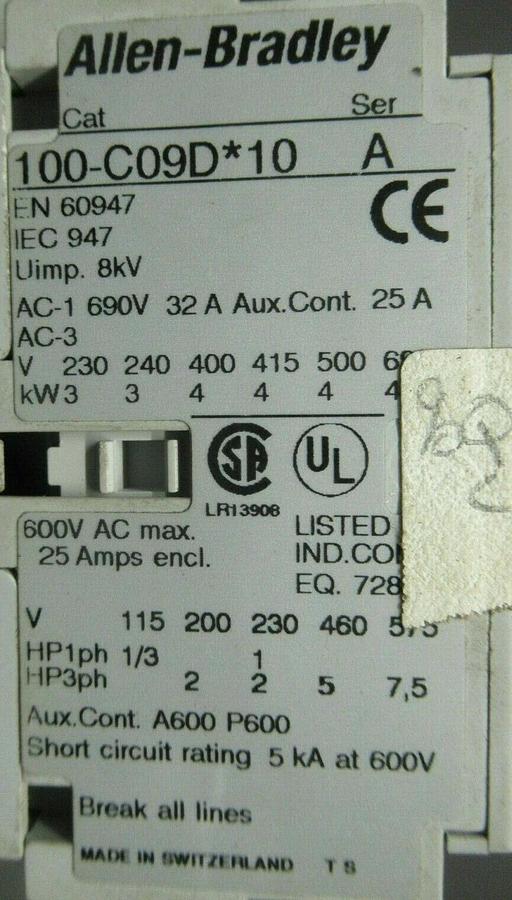 Allen-Bradley
Cat Ser
100-C09D*10 A
EN 60947
IEC 947
Uimp. 8kV
CE
AC-1 690V 32 A Aux.Cont. 25 A
AC-3
V 230 240 400 415 500
kW 3 3 4 4 4 4
SA UL
LR13908
600V AC max.
25 Amps encl.
LISTED
IND.CO
EQ. 728
V 115 200 230 460 575
HP1ph 1/3 1
HP3ph 2 2 5 7,5
Aux.Cont. A600 P600
Short circuit rating 5 kA at 600V
Break all lines
MADE IN SWITZERLAND T S